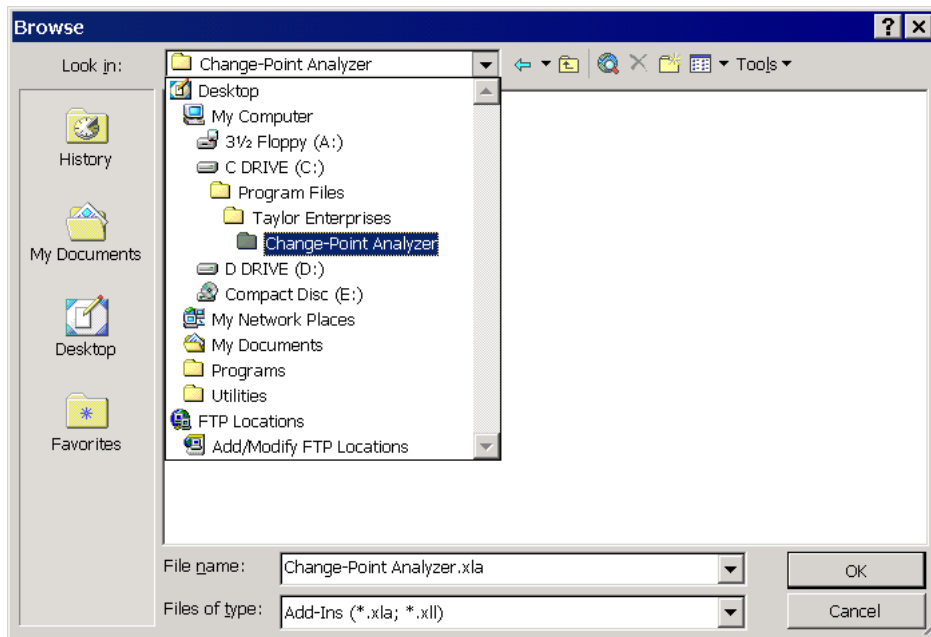 Browse
Look in:
Change-Point Analyzer
Tools
Desktop
My Computer
3½ Floppy (A:)
C DRIVE (C:)
Program Files
Taylor Enterprises
Change-Point Analyzer
D DRIVE (D:)
Compact Disc (E:)
My Network Places
My Documents
Programs
Utilities
FTP Locations
Add/Modify FTP Locations
History
My Documents
Desktop
Favorites
File name:
Change-Point Analyzer.xla
OK
Files of type:
Add-Ins (*.xla; *.xll)
Cancel